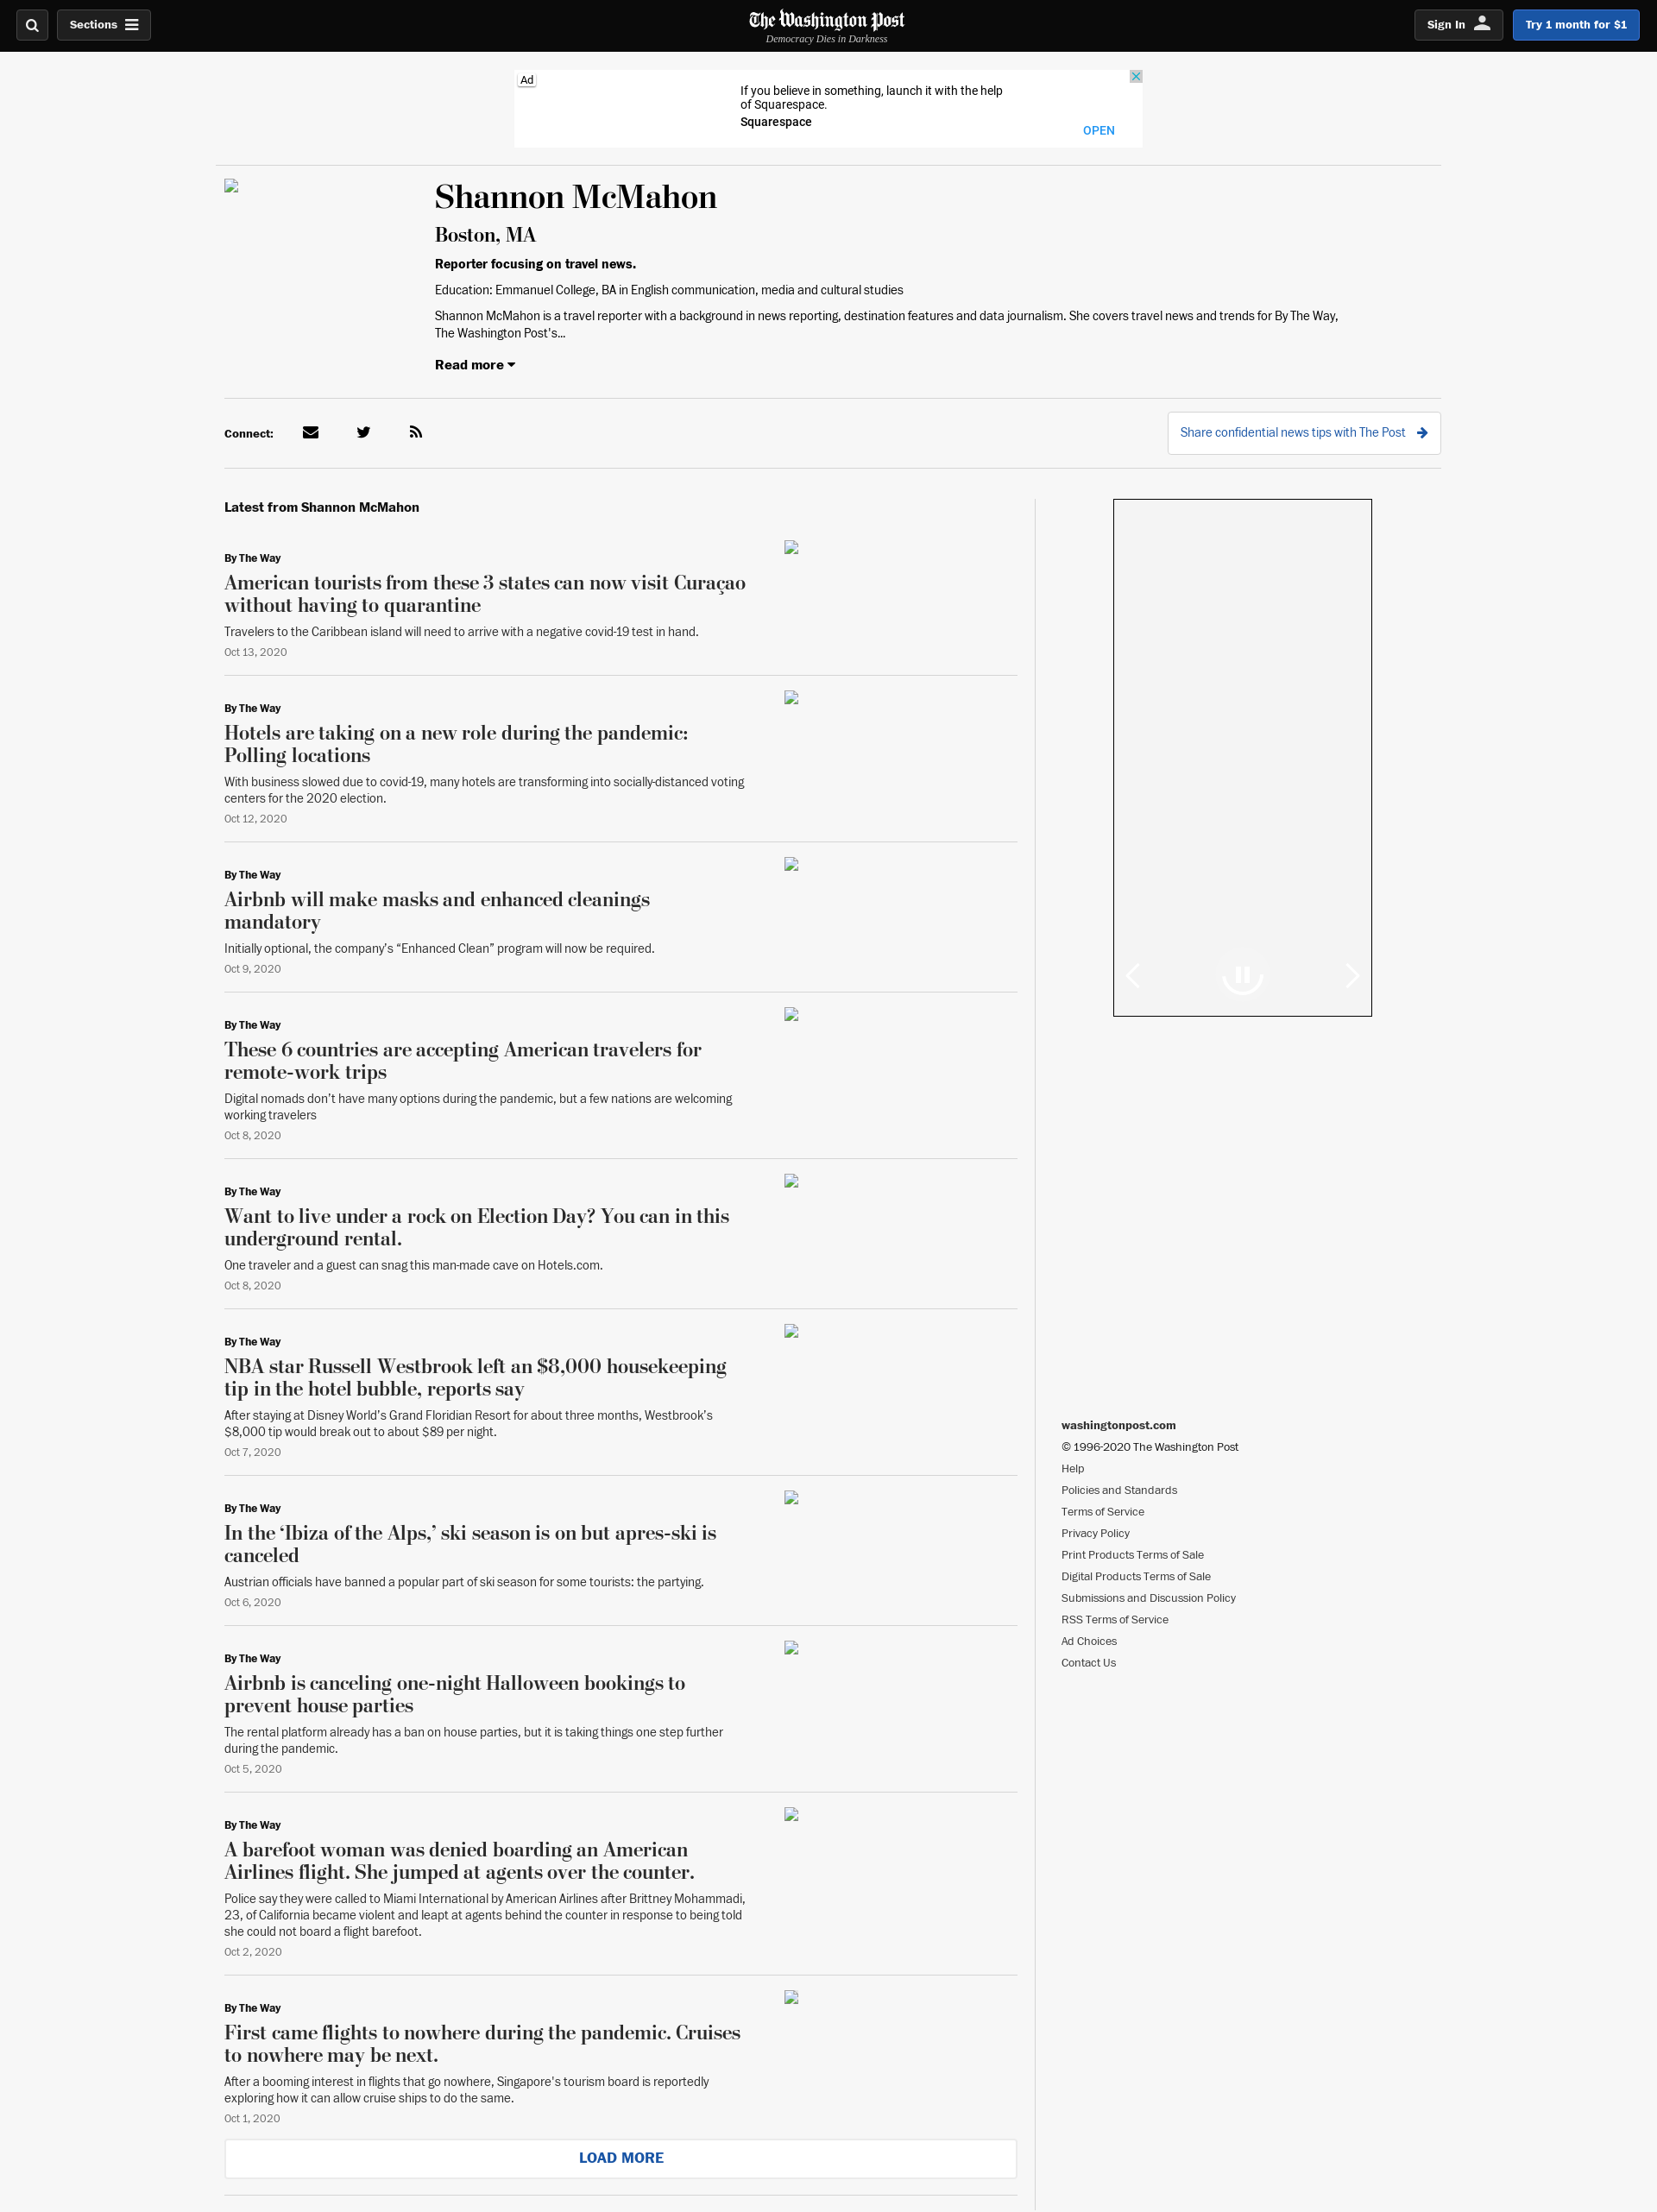 Sections
The Washington Post
Democracy Dies in Darkness
Sign In
Try 1 month for $1
Ad
If you believe in something, launch it with the help
of Squarespace.
Squarespace
OPEN
Shannon McMahon
Boston, MA
Reporter focusing on travel news.
Education: Emmanuel College, BA in English communication, media and cultural studies
Shannon McMahon is a travel reporter with a background in news reporting, destination features and data journalism. She covers travel news and trends for By The Way,
The Washington Post's...
Read more
Connect:
Share confidential news tips with The Post
Latest from Shannon McMahon
By The Way
American tourists from these 3 states can now visit Curaçao
without having to quarantine
Travelers to the Caribbean island will need to arrive with a negative covid-19 test in hand.
Oct 13, 2020
By The Way
Hotels are taking on a new role during the pandemic:
Polling locations
With business slowed due to covid-19, many hotels are transforming into socially-distanced voting
centers for the 2020 election.
Oct 12, 2020
By The Way
Airbnb will make masks and enhanced cleanings
mandatory
Initially optional, the company’s “Enhanced Clean” program will now be required.
Oct 9, 2020
By The Way
These 6 countries are accepting American travelers for
remote-work trips
Digital nomads don’t have many options during the pandemic, but a few nations are welcoming
working travelers
Oct 8, 2020
By The Way
Want to live under a rock on Election Day? You can in this
underground rental.
One traveler and a guest can snag this man-made cave on Hotels.com.
Oct 8, 2020
By The Way
NBA star Russell Westbrook left an $8,000 housekeeping
tip in the hotel bubble, reports say
After staying at Disney World's Grand Floridian Resort for about three months, Westbrook's
$8,000 tip would break out to about $89 per night.
Oct 7, 2020
By The Way
In the ‘Ibiza of the Alps,’ ski season is on but apres-ski is
canceled
Austrian officials have banned a popular part of ski season for some tourists: the partying.
Oct 6, 2020
By The Way
Airbnb is canceling one-night Halloween bookings to
prevent house parties
The rental platform already has a ban on house parties, but it is taking things one step further
during the pandemic.
Oct 5, 2020
By The Way
A barefoot woman was denied boarding an American
Airlines flight. She jumped at agents over the counter.
Police say they were called to Miami International by American Airlines after Brittney Mohammadi,
23, of California became violent and leapt at agents behind the counter in response to being told
she could not board a flight barefoot.
Oct 2, 2020
By The Way
First came flights to nowhere during the pandemic. Cruises
to nowhere may be next.
After a booming interest in flights that go nowhere, Singapore's tourism board is reportedly
exploring how it can allow cruise ships to do the same.
Oct 1, 2020
LOAD MORE
washingtonpost.com
© 1996-2020 The Washington Post
Help
Policies and Standards
Terms of Service
Privacy Policy
Print Products Terms of Sale
Digital Products Terms of Sale
Submissions and Discussion Policy
RSS Terms of Service
Ad Choices
Contact Us